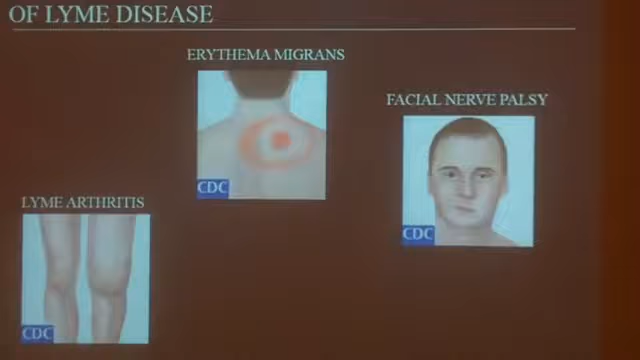 OF LYME DISEASE
ERYTHEMA MIGRANS
CDC
FACIAL NERVE PALSY
CDC
LYME ARTHRITIS
CDC